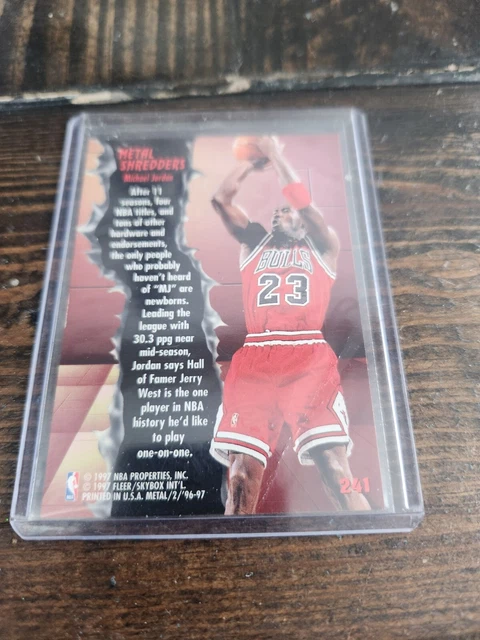 METAL
SHREDDERS
Michael Jordan
After 11
seasons, four
NBA titles, and
tons of other
hardware and
endorsements,
the only people
who probably
haven't heard
of "MJ" are
newborns.
Leading the
league with
30.3 ppg near
mid-season,
Jordan says Hall
of Famer Jerry
West is the one
player in NBA
history he'd like
to play
one-on-one.
BULLS
23
© 1997 NBA PROPERTIES, INC.
© 1997 FLEER/SKYBOX INT'L.
PRINTED IN U.S.A. METAL/2/'96-97
241